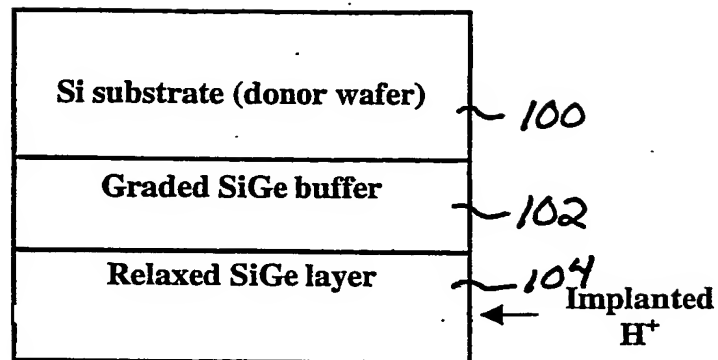 Si substrate (donor wafer)
100
Graded SiGe buffer
102
Relaxed SiGe layer
104
Implanted
H⁺